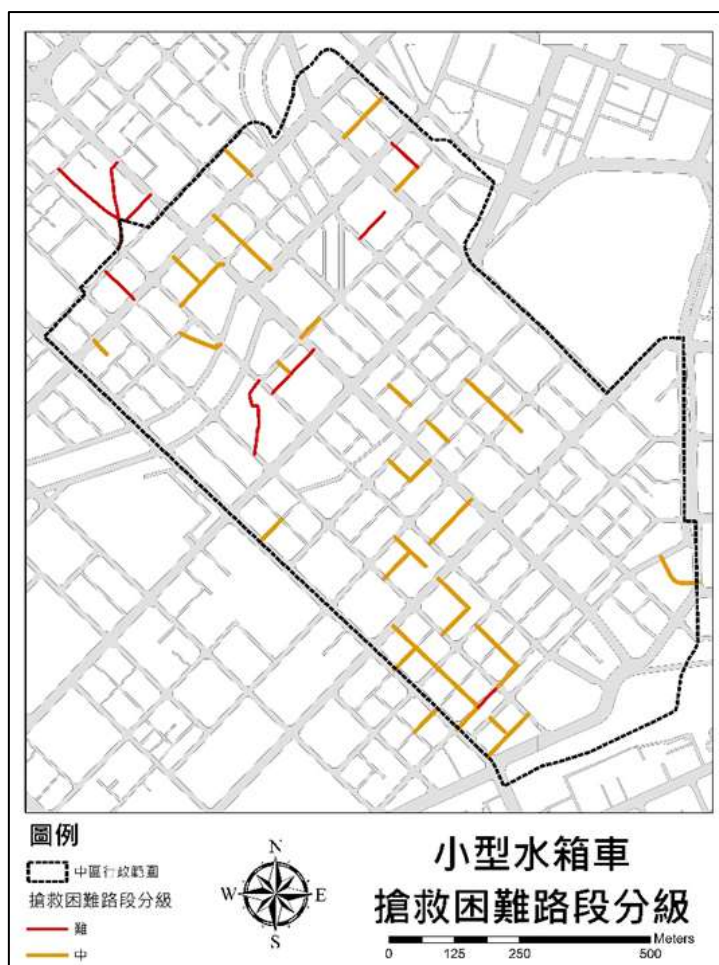 圖例
中區行政範圍
搶救困難路段分級
難
中
N
W E
S
小型水箱車
搶救困難路段分級
Meters
0 125 250 500